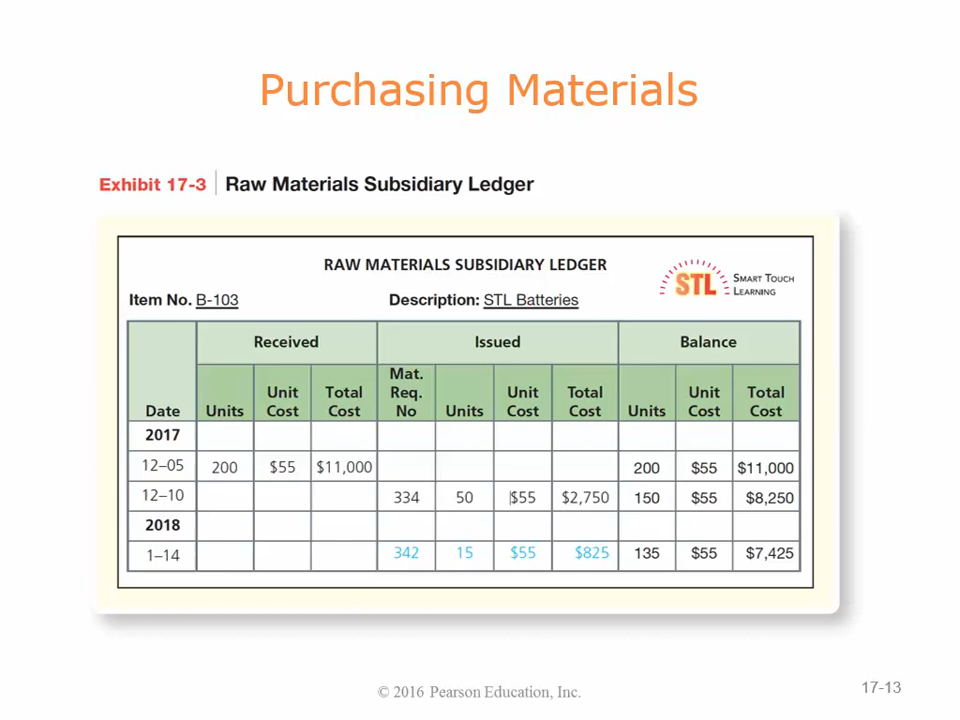 Purchasing Materials
Exhibit 17-3 Raw Materials Subsidiary Ledger
RAW MATERIALS SUBSIDIARY LEDGER
STL SMART TOUCH LEARNING
Item No. B-103 Description: STL Batteries
Received Issued Balance
Date Units Unit Cost Total Cost Mat. Req. No Units Unit Cost Total Cost Units Unit Cost Total Cost
2017
12–05 200 $55 $11,000 200 $55 $11,000
12–10 334 50 $55 $2,750 150 $55 $8,250
2018
1–14 342 15 $55 $825 135 $55 $7,425
© 2016 Pearson Education, Inc.
17-13